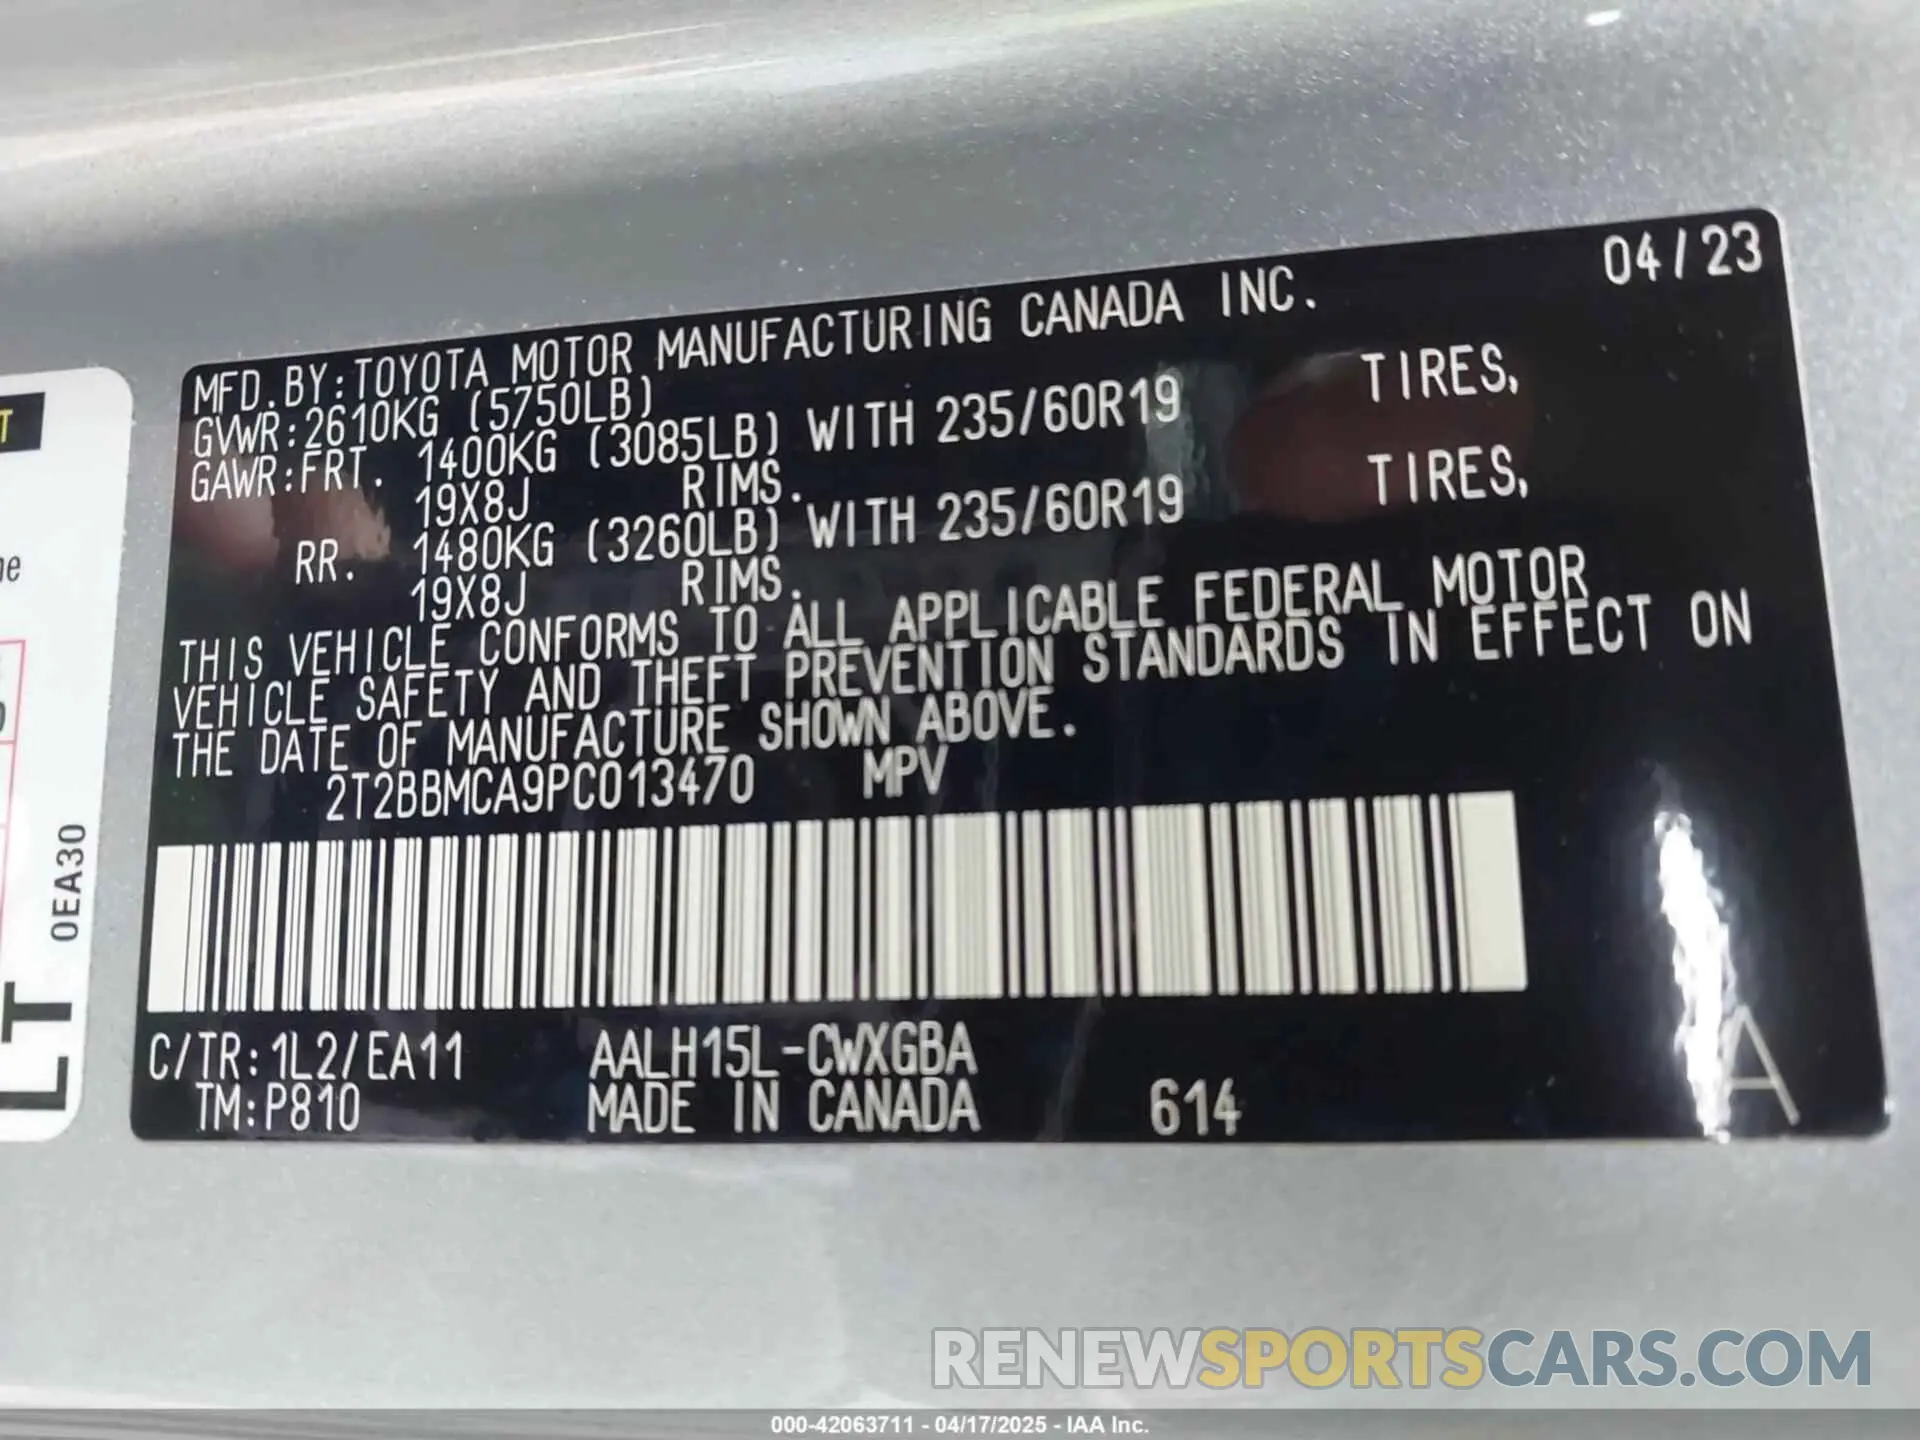 MFD.BY:TOYOTA MOTOR MANUFACTURING CANADA INC. 04/23
GVWR:2610KG (5750LB)
GAWR:FRT. 1400KG (3085LB) WITH 235/60R19 TIRES,
19X8J RIMS.
RR. 1480KG (3260LB) WITH 235/60R19 TIRES,
19X8J RIMS.
THIS VEHICLE CONFORMS TO ALL APPLICABLE FEDERAL MOTOR
VEHICLE SAFETY AND THEFT PREVENTION STANDARDS IN EFFECT ON
THE DATE OF MANUFACTURE SHOWN ABOVE.
2T2BBMCA9PC013470 MPV
C/TR:1L2/EA11 AALH15L-CWXGBA
TM:P810 MADE IN CANADA 614
A
0EA30
LT
RENEWSPORTSCARS.COM
000-42063711 - 04/17/2025 - IAA Inc.